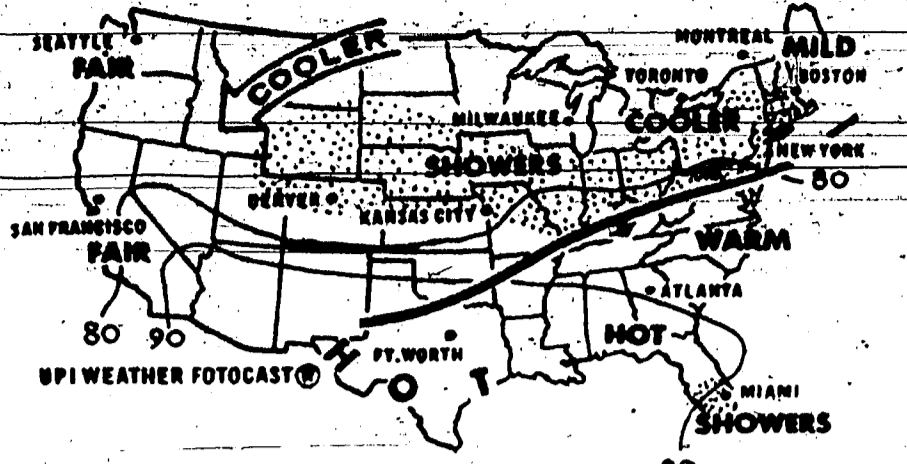 MONTREAL
MILD
SEATTLE
FAIR
COOLER
TORONTO
BOSTON
MILWAUKEE
COOLER
NEW YORK
SHOWERS
80
DENVER
KANSAS CITY
SAN FRANCISCO
FAIR
WARM
ATLANTA
80 90
HOT
FT. WORTH
UPI WEATHER FOTOCAST ®
HOT
MIAMI
SHOWERS